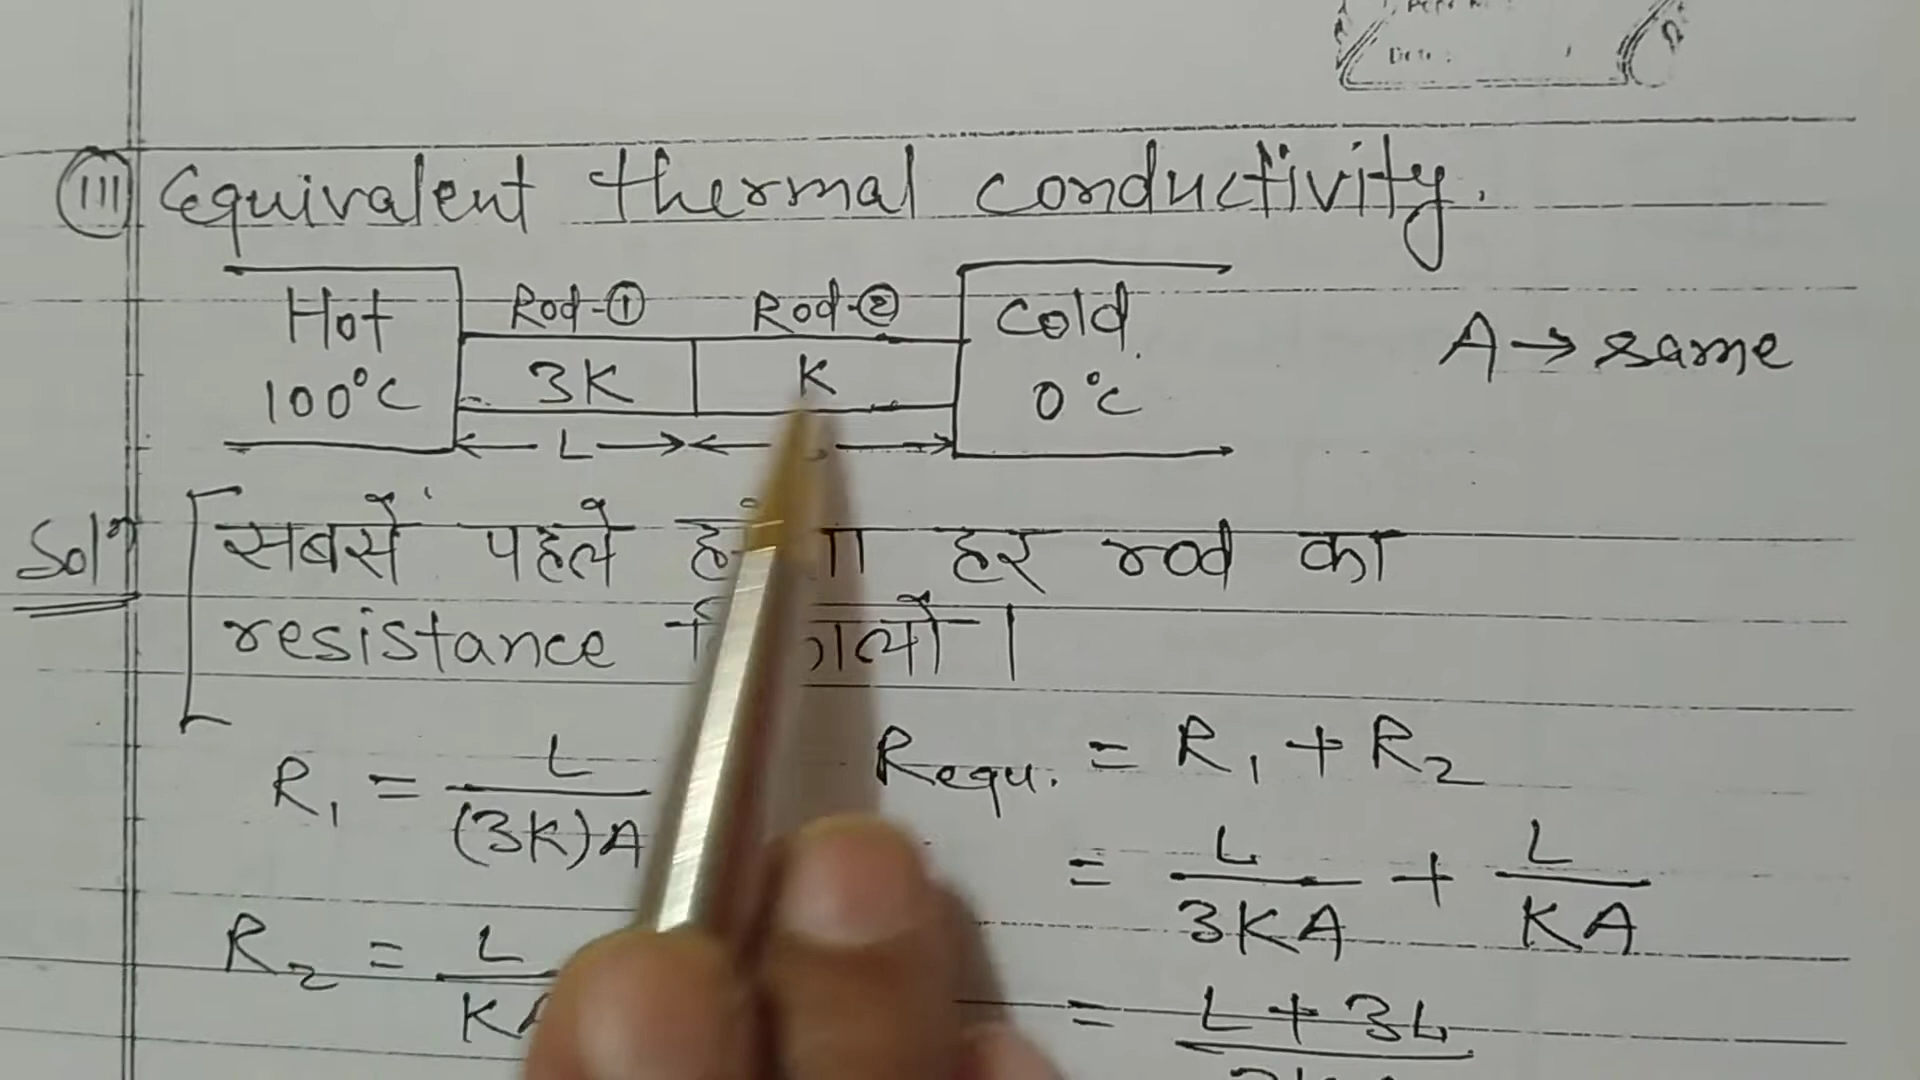 (III) Equivalent thermal conductivity.
Hot Rod-① Rod-② Cold
100°C 3K K 0°C A → same
L
Solⁿ सबसे पहले हर rod का
resistance
R₁ = L/(3K)A
Requ. = R₁ + R₂
= L/3KA + L/KA
R₂ = L/
= L + 3L